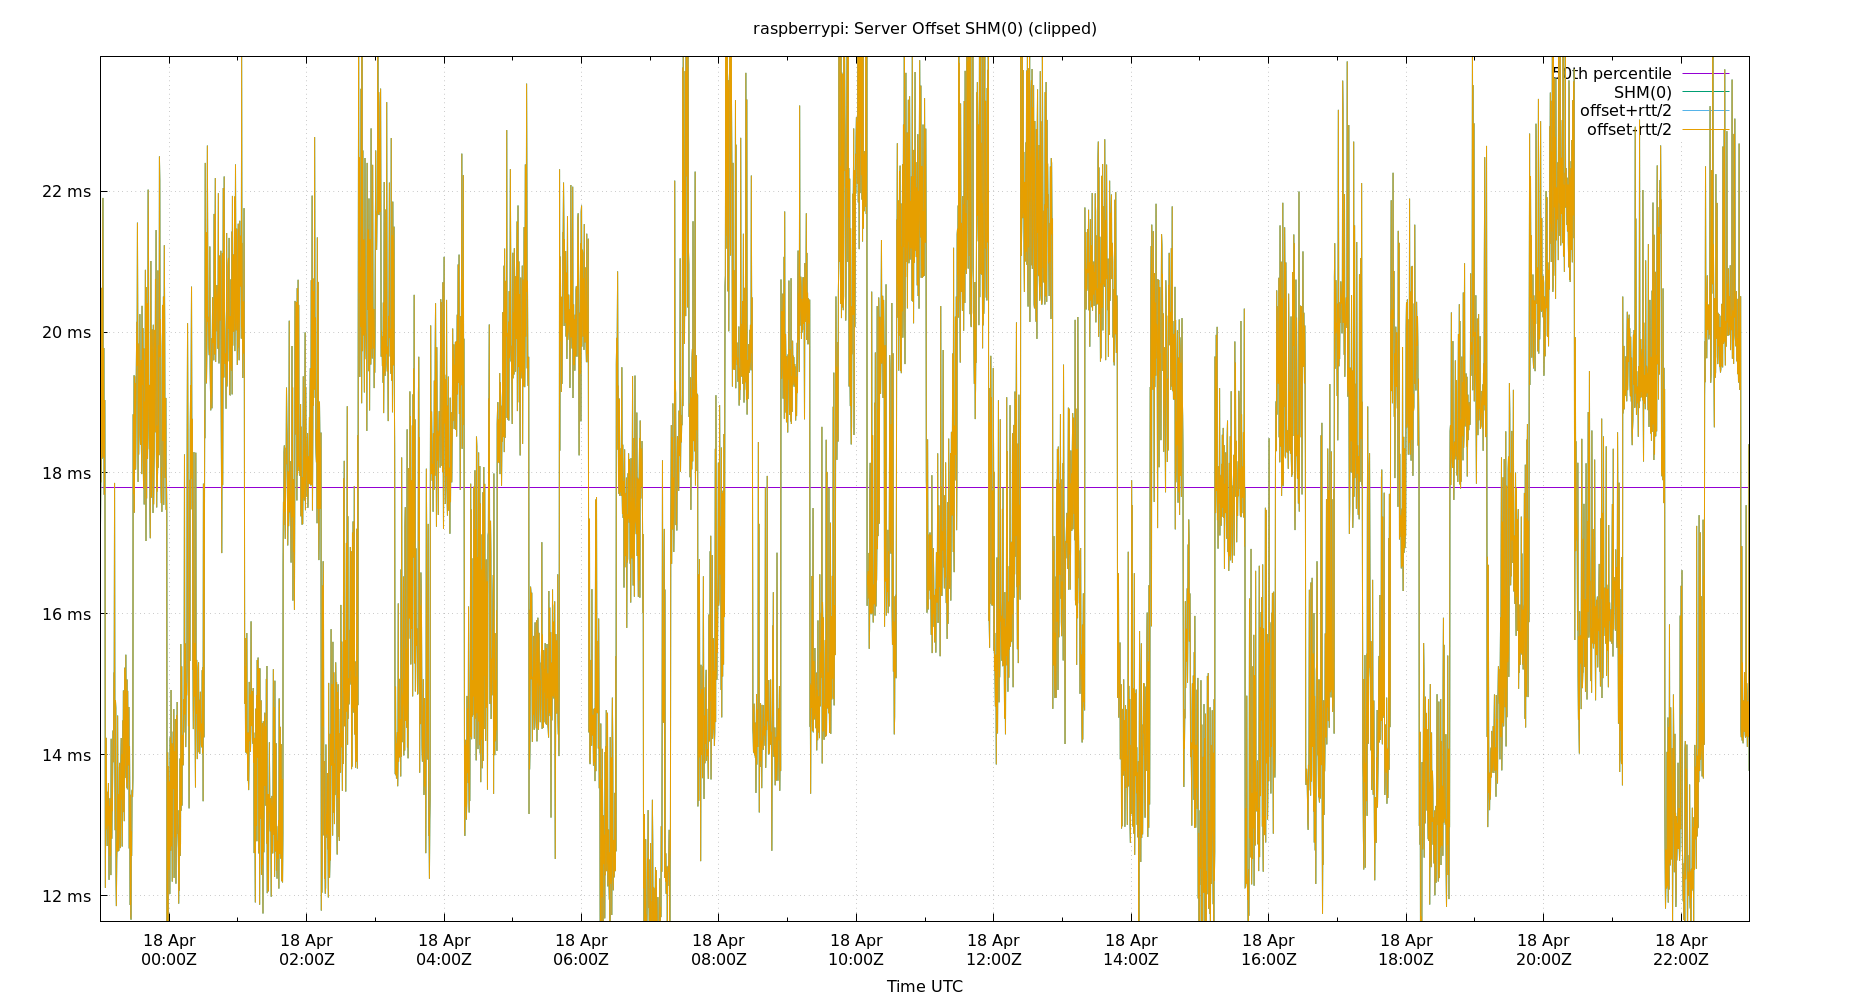 raspberrypi: Server Offset SHM(0) (clipped)
50th percentile
SHM(0)
offset+rtt/2
offset-rtt/2
22 ms
20 ms
18 ms
16 ms
14 ms
12 ms
18 Apr 18 Apr 18 Apr 18 Apr 18 Apr 18 Apr 18 Apr 18 Apr 18 Apr 18 Apr 18 Apr 18 Apr
00:00Z 02:00Z 04:00Z 06:00Z 08:00Z 10:00Z 12:00Z 14:00Z 16:00Z 18:00Z 20:00Z 22:00Z
Time UTC